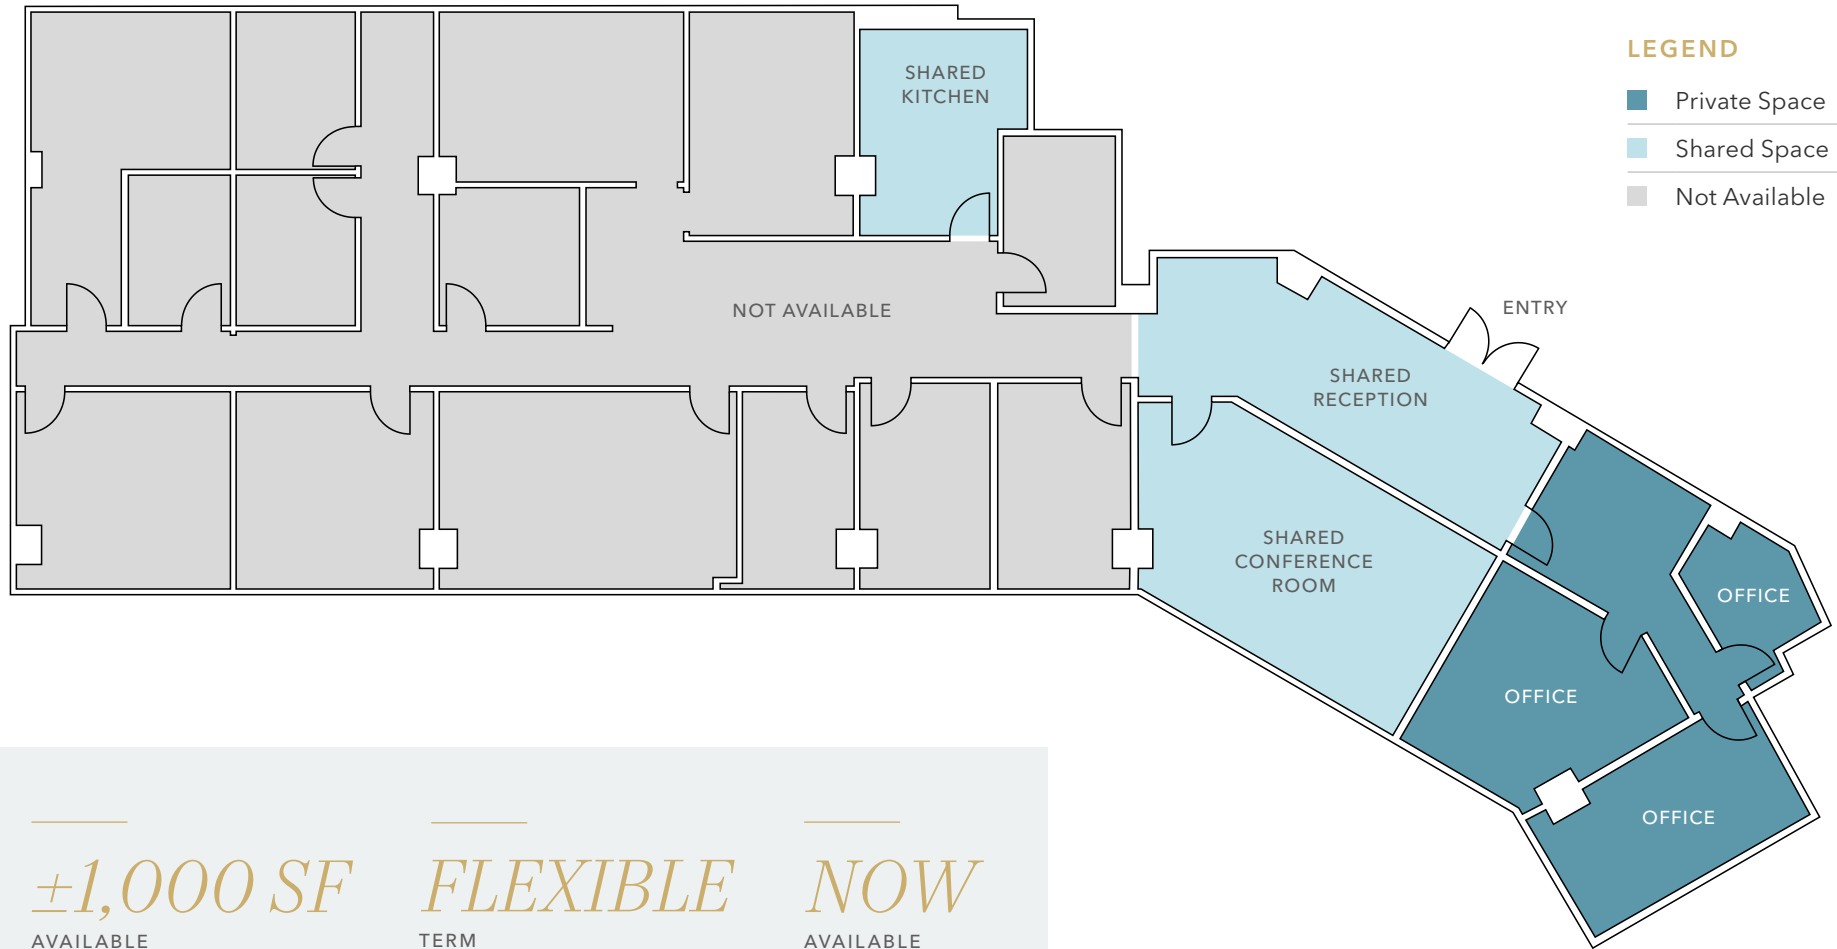 SHARED
KITCHEN
LEGEND
Private Space
Shared Space
Not Available
NOT AVAILABLE
ENTRY
SHARED
RECEPTION
SHARED
CONFERENCE
ROOM
OFFICE
OFFICE
OFFICE
±1,000 SF
AVAILABLE
FLEXIBLE
TERM
NOW
AVAILABLE